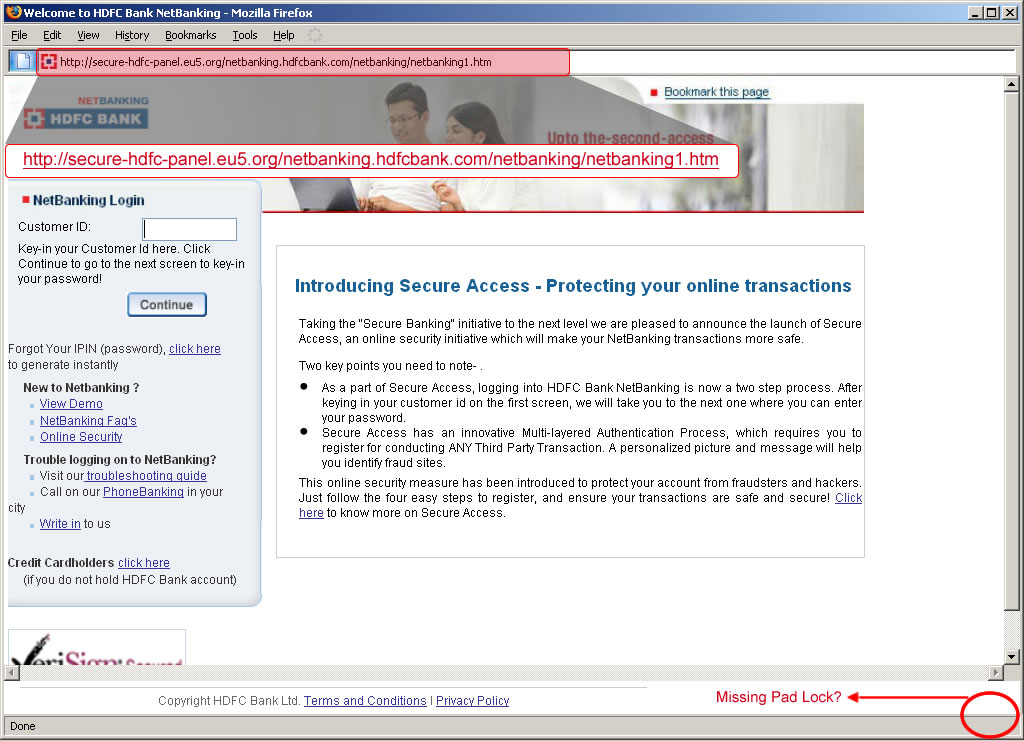 Welcome to HDFC Bank NetBanking - Mozilla Firefox
File Edit View History Bookmarks Tools Help
http://secure-hdfc-panel.eu5.org/netbanking.hdfcbank.com/netbanking/netbanking1.htm
Bookmark this page
NETBANKING
HDFC BANK
Upto the-second-access
http://secure-hdfc-panel.eu5.org/netbanking.hdfcbank.com/netbanking/netbanking1.htm
NetBanking Login
Customer ID:
Key-in your Customer Id here. Click
Continue to go to the next screen to key-in
your password!
Continue
Forgot Your IPIN (password), click here
to generate instantly
New to Netbanking ?
View Demo
NetBanking Faq's
Online Security
Trouble logging on to NetBanking?
Visit our troubleshooting guide
Call on our PhoneBanking in your
city
Write in to us
Credit Cardholders click here
(if you do not hold HDFC Bank account)
VeriSign Secured
Introducing Secure Access - Protecting your online transactions
Taking the "Secure Banking" initiative to the next level we are pleased to announce the launch of Secure
Access, an online security initiative which will make your NetBanking transactions more safe.
Two key points you need to note- .
As a part of Secure Access, logging into HDFC Bank NetBanking is now a two step process. After
keying in your customer id on the first screen, we will take you to the next one where you can enter
your password.
Secure Access has an innovative Multi-layered Authentication Process, which requires you to
register for conducting ANY Third Party Transaction. A personalized picture and message will help
you identify fraud sites.
This online security measure has been introduced to protect your account from fraudsters and hackers.
Just follow the four easy steps to register, and ensure your transactions are safe and secure! Click
here to know more on Secure Access.
Copyright HDFC Bank Ltd. Terms and Conditions I Privacy Policy
Missing Pad Lock?
Done